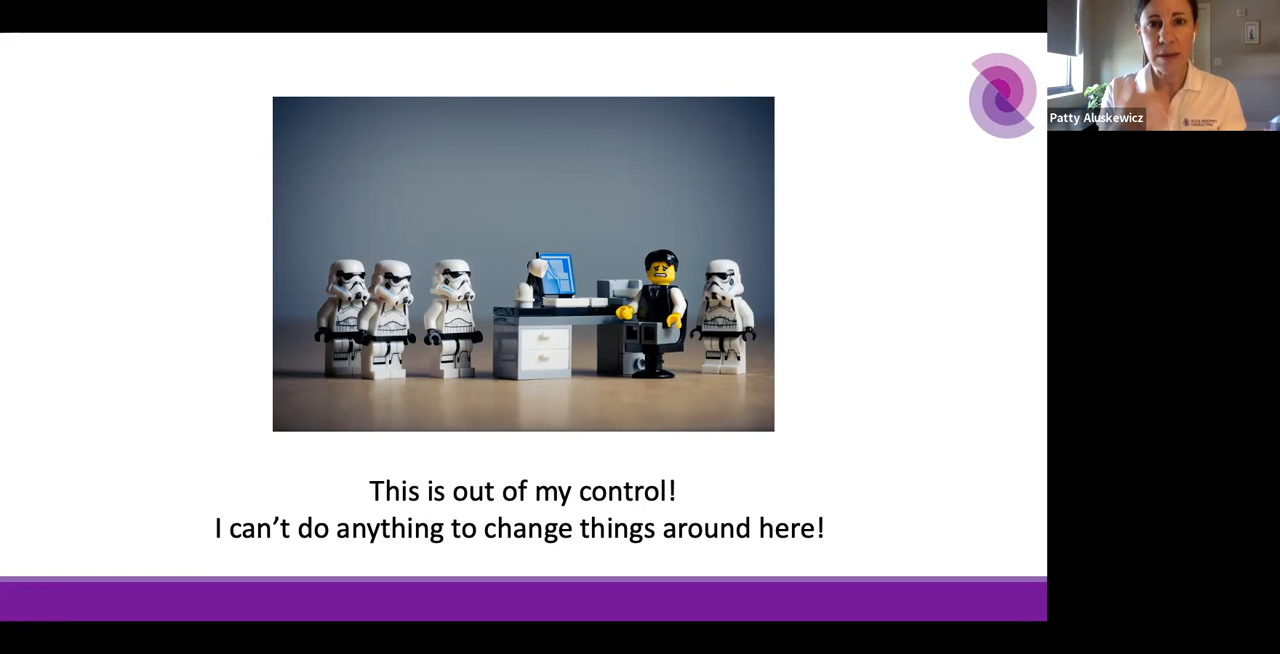 This is out of my control!
I can't do anything to change things around here!
Patty Aluskewicz